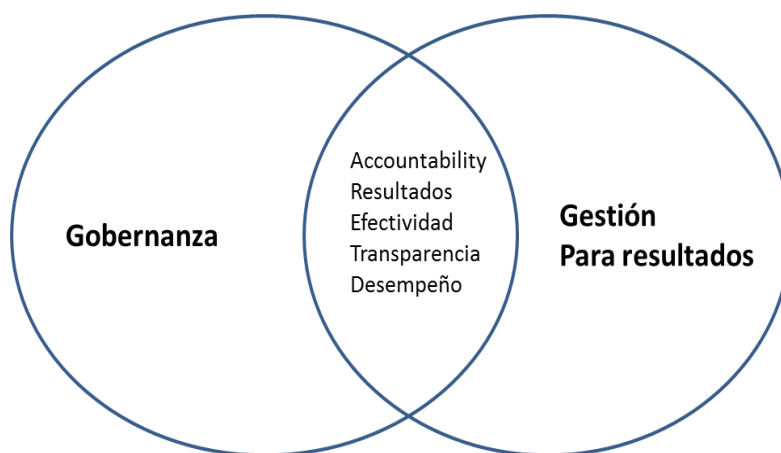 Gobernanza
Accountability
Resultados
Efectividad
Transparencia
Desempeño
Gestión
Para resultados